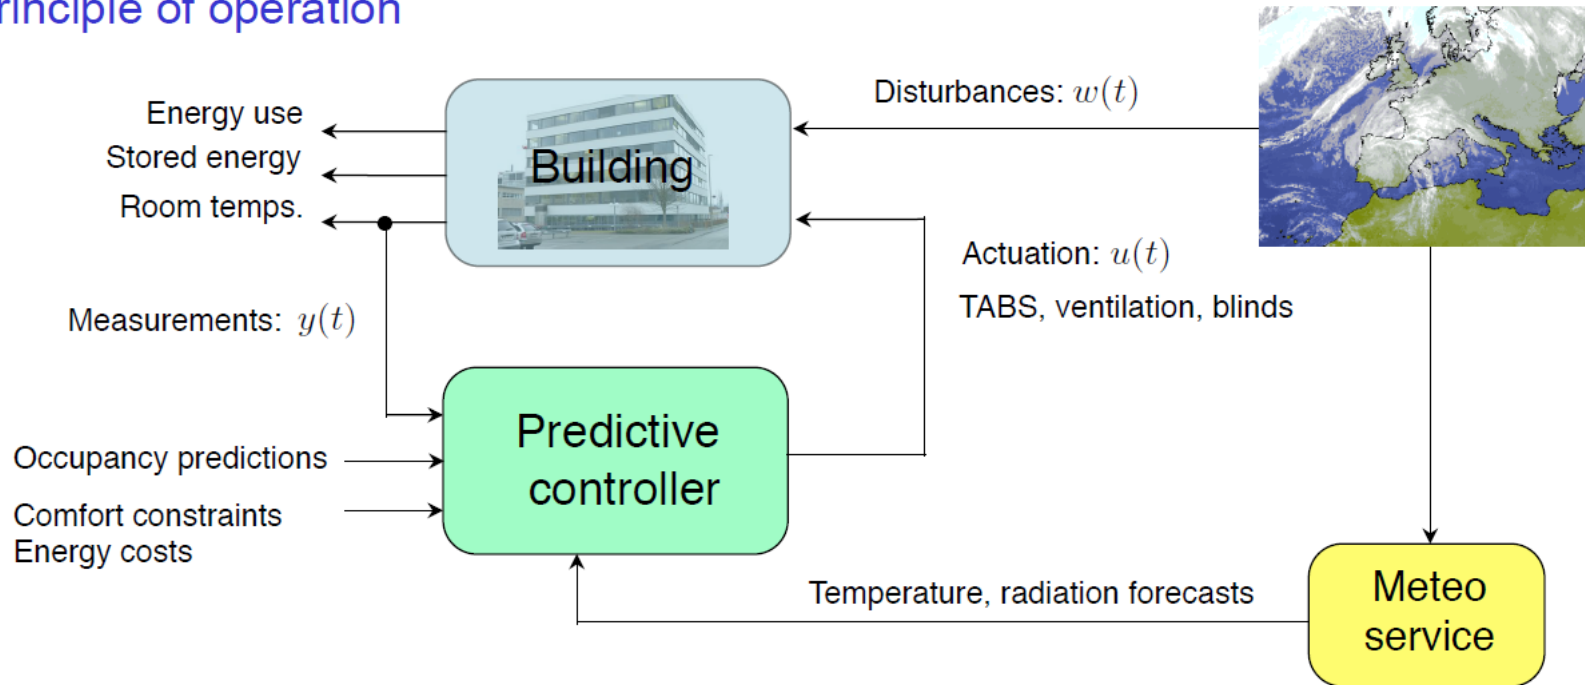 rinciple of operation
Energy use
Stored energy
Room temps.
Building
Disturbances: w(t)
Actuation: u(t)
TABS, ventilation, blinds
Measurements: y(t)
Predictive
controller
Occupancy predictions
Comfort constraints
Energy costs
Temperature, radiation forecasts
Meteo
service